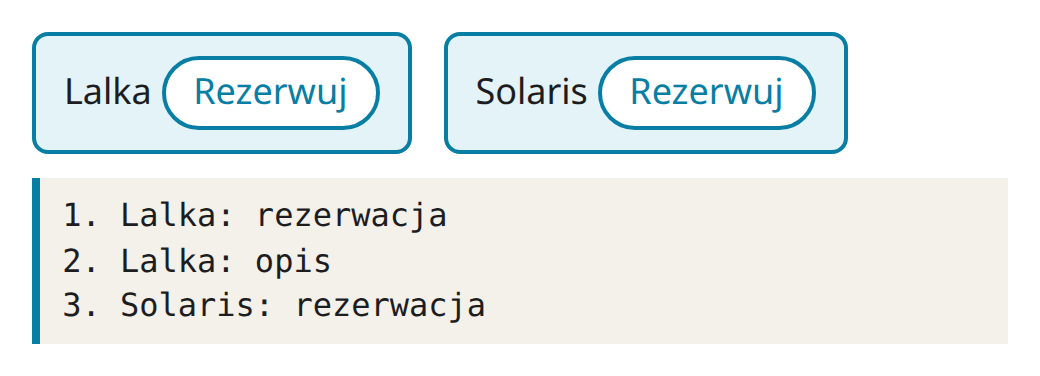 Lalka Rezerwuj Solaris Rezerwuj
1. Lalka: rezerwacja
2. Lalka: opis
3. Solaris: rezerwacja